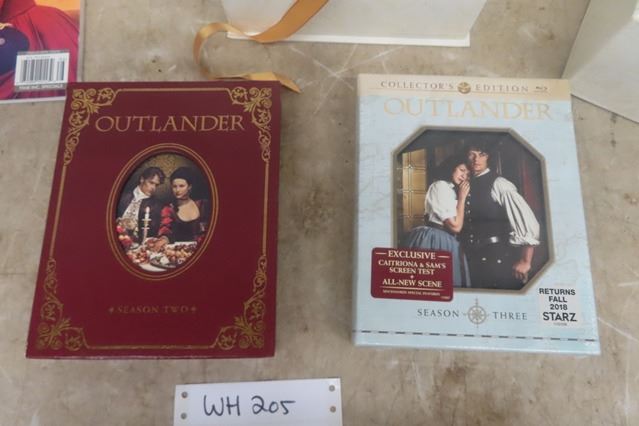 OUTLANDER
SEASON TWO
COLLECTOR'S EDITION
OUTLANDER
EXCLUSIVE
CAITRIONA & SAM'S
SCREEN TEST
+
ALL-NEW SCENE
SEASON THREE
RETURNS
FALL
2018
STARZ
WH 205